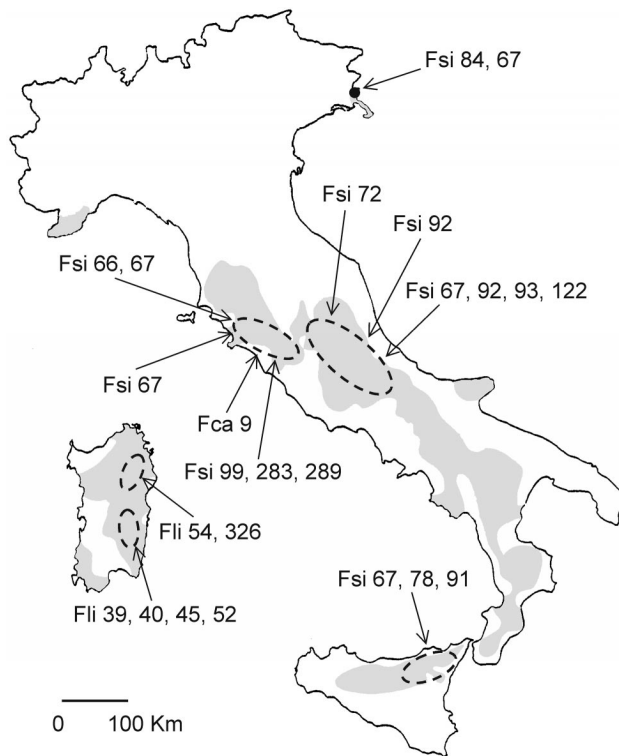 Fsi 84, 67
Fsi 72
Fsi 92
Fsi 66, 67
Fsi 67, 92, 93, 122
Fsi 67
Fca 9
Fsi 99, 283, 289
Fli 54, 326
Fsi 67, 78, 91
Fli 39, 40, 45, 52
0 100 Km